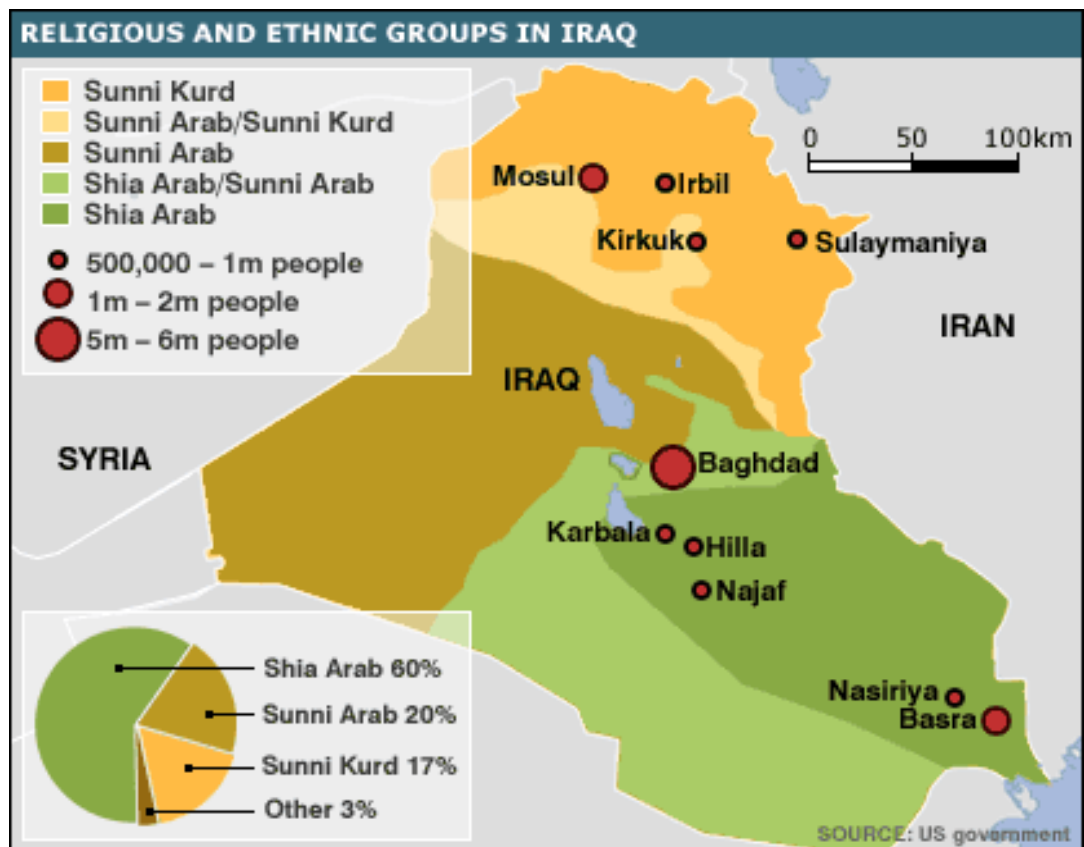 RELIGIOUS AND ETHNIC GROUPS IN IRAQ
Sunni Kurd
Sunni Arab/Sunni Kurd
Sunni Arab
Shia Arab/Sunni Arab
Shia Arab
500,000 – 1m people
1m – 2m people
5m – 6m people
0 50 100km
Mosul
Irbil
Kirkuk
Sulaymaniya
IRAN
IRAQ
SYRIA
Baghdad
Karbala
Hilla
Najaf
Nasiriya
Basra
Shia Arab 60%
Sunni Arab 20%
Sunni Kurd 17%
Other 3%
SOURCE: US government